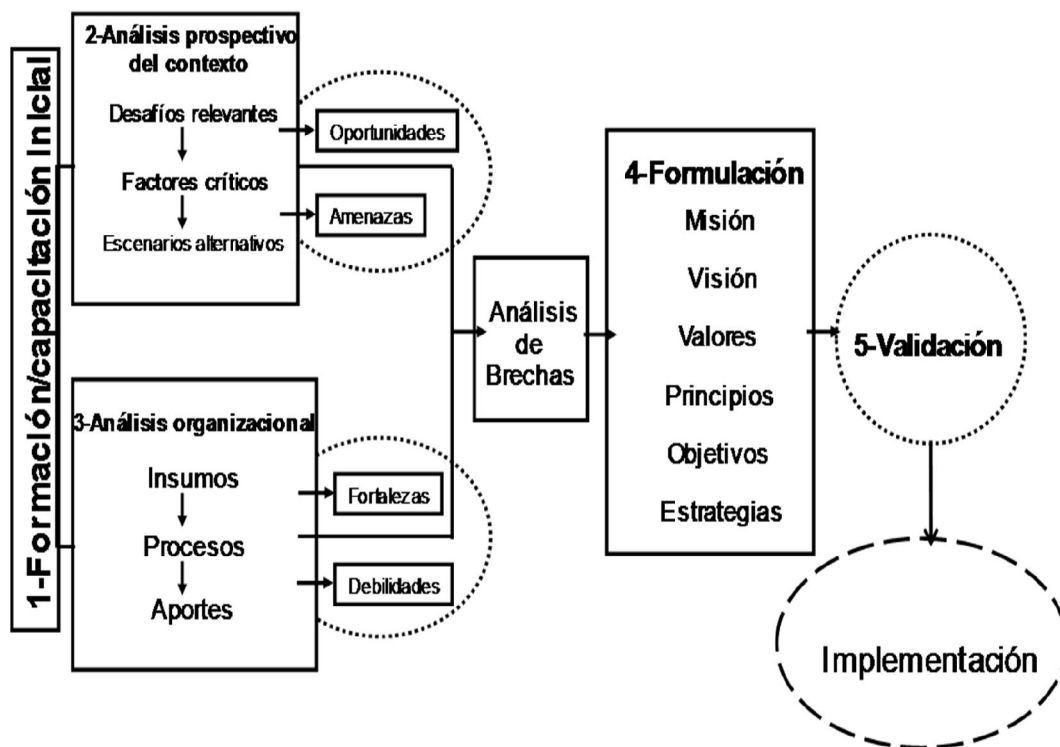 1-Formación/capacitación Inicial
2-Análisis prospectivo
del contexto
Desafíos relevantes
Factores críticos
Escenarios alternativos
Oportunidades
Amenazas
3-Análisis organizacional
Insumos
Procesos
Aportes
Fortalezas
Debilidades
Análisis
de
Brechas
4-Formulación
Misión
Visión
Valores
Principios
Objetivos
Estrategias
5-Validación
Implementación